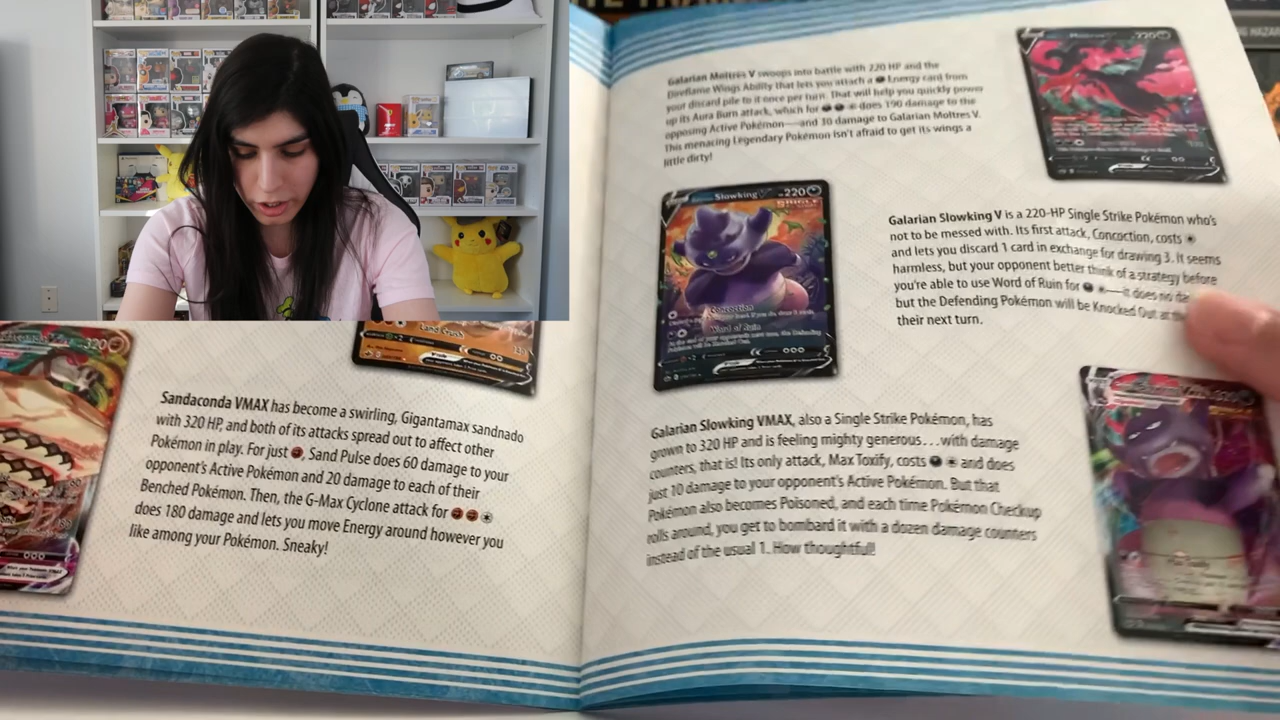 Sandaconda VMAX has become a swirling, Gigantamax sandnado
with 320 HP, and both of its attacks spread out to affect other
Pokémon in play. For just , Sand Pulse does 60 damage to your
opponent's Active Pokémon and 20 damage to each of their
Benched Pokémon. Then, the G-Max Cyclone attack for
does 180 damage and lets you move Energy around however you
like among your Pokémon. Sneaky!
Land Crush
Galarian Moltres V swoops into battle with 220 HP and the
Direflame Wings Ability that lets you attach a Energy card from
your discard pile to it once per turn. That will help you quickly power
up its Aura Burn attack, which for does 190 damage to the
opposing Active Pokémon—and 30 damage to Galarian Moltres V.
This menacing Legendary Pokémon isn't afraid to get its wings a
little dirty!
220
Slowking V 220
Concoction
Word of Ruin
Galarian Slowking V is a 220-HP Single Strike Pokémon who's
not to be messed with. Its first attack, Concoction, costs
and lets you discard 1 card in exchange for drawing 3. It seems
harmless, but your opponent better think of a strategy before
you're able to use Word of Ruin for —it does no
but the Defending Pokémon will be Knocked Out at
their next turn.
Galarian Slowking VMAX, also a Single Strike Pokémon, has
grown to 320 HP and is feeling mighty generous...with damage
counters, that is! Its only attack, Max Toxify, costs and does
just 10 damage to your opponent's Active Pokémon. But that
Pokémon also becomes Poisoned, and each time Pokémon Checkup
rolls around, you get to bombard it with a dozen damage counters
instead of the usual 1. How thoughtful!